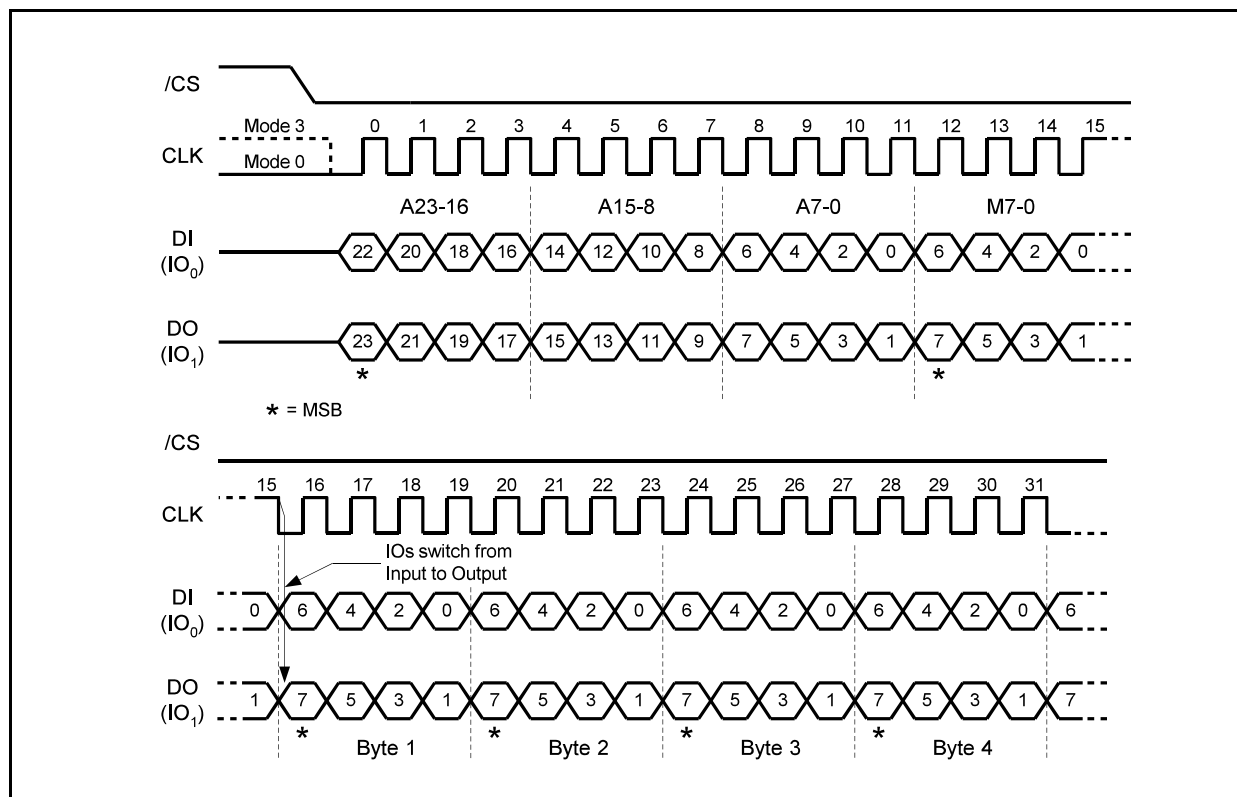 /CS
Mode 3
0 1 2 3 4 5 6 7 8 9 10 11 12 13 14 15
CLK
Mode 0
A23-16 A15-8 A7-0 M7-0
DI
(IO₀)
22 20 18 16 14 12 10 8 6 4 2 0 6 4 2 0
DO
(IO₁)
23 21 19 17 15 13 11 9 7 5 3 1 7 5 3 1
* *
* = MSB
/CS
15 16 17 18 19 20 21 22 23 24 25 26 27 28 29 30 31
CLK
IOs switch from
Input to Output
DI
(IO₀)
0 6 4 2 0 6 4 2 0 6 4 2 0 6 4 2 0 6
DO
(IO₁)
1 7 5 3 1 7 5 3 1 7 5 3 1 7 5 3 1 7
* * * *
Byte 1 Byte 2 Byte 3 Byte 4